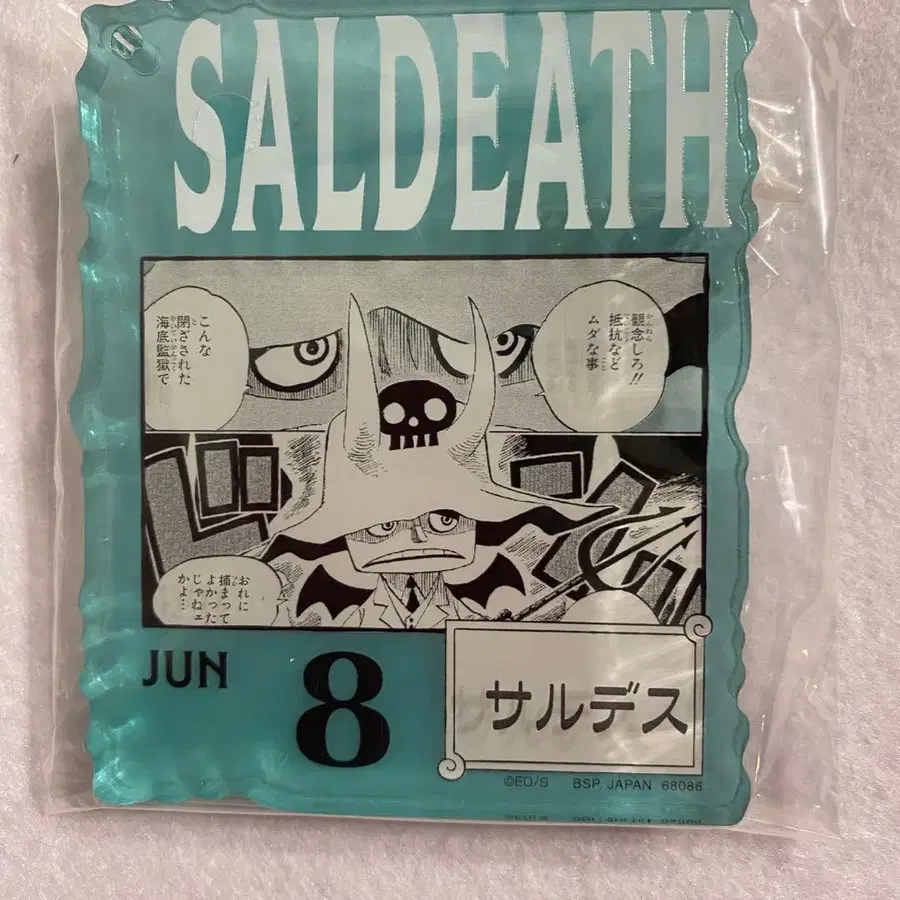 SALDEATH
観念しろ!!
抵抗など
ムダな事
こんな
閉ざされた
海底監獄で
おれに
捕まって
よかった
じゃねェ
かよ…
JUN
8
サルデス
©EO/S BSP, JAPAN 68086